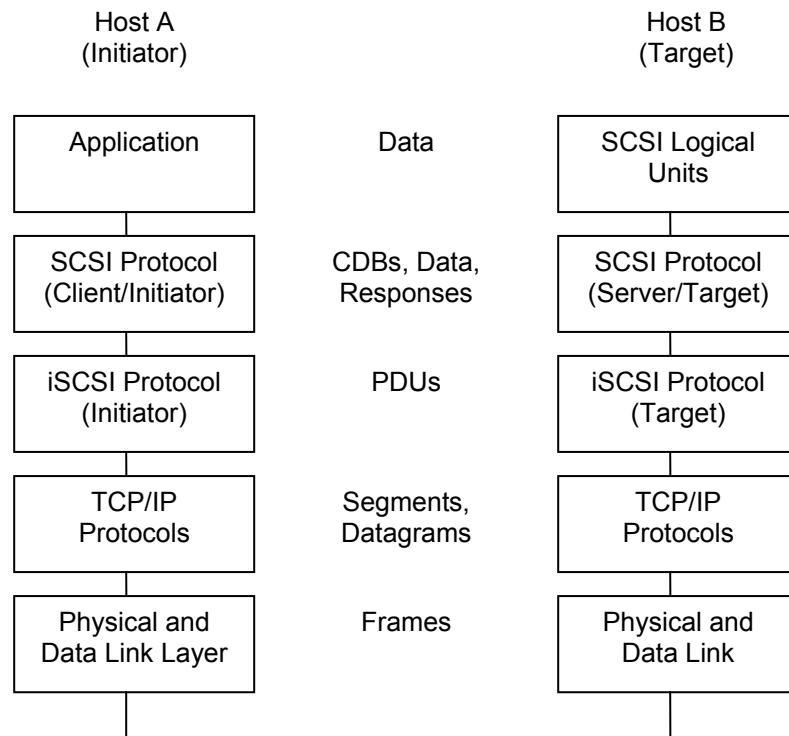 Host A
(Initiator)
Host B
(Target)
Application
Data
SCSI Logical
Units
SCSI Protocol
(Client/Initiator)
CDBs, Data,
Responses
SCSI Protocol
(Server/Target)
iSCSI Protocol
(Initiator)
PDUs
iSCSI Protocol
(Target)
TCP/IP
Protocols
Segments,
Datagrams
TCP/IP
Protocols
Physical and
Data Link Layer
Frames
Physical and
Data Link